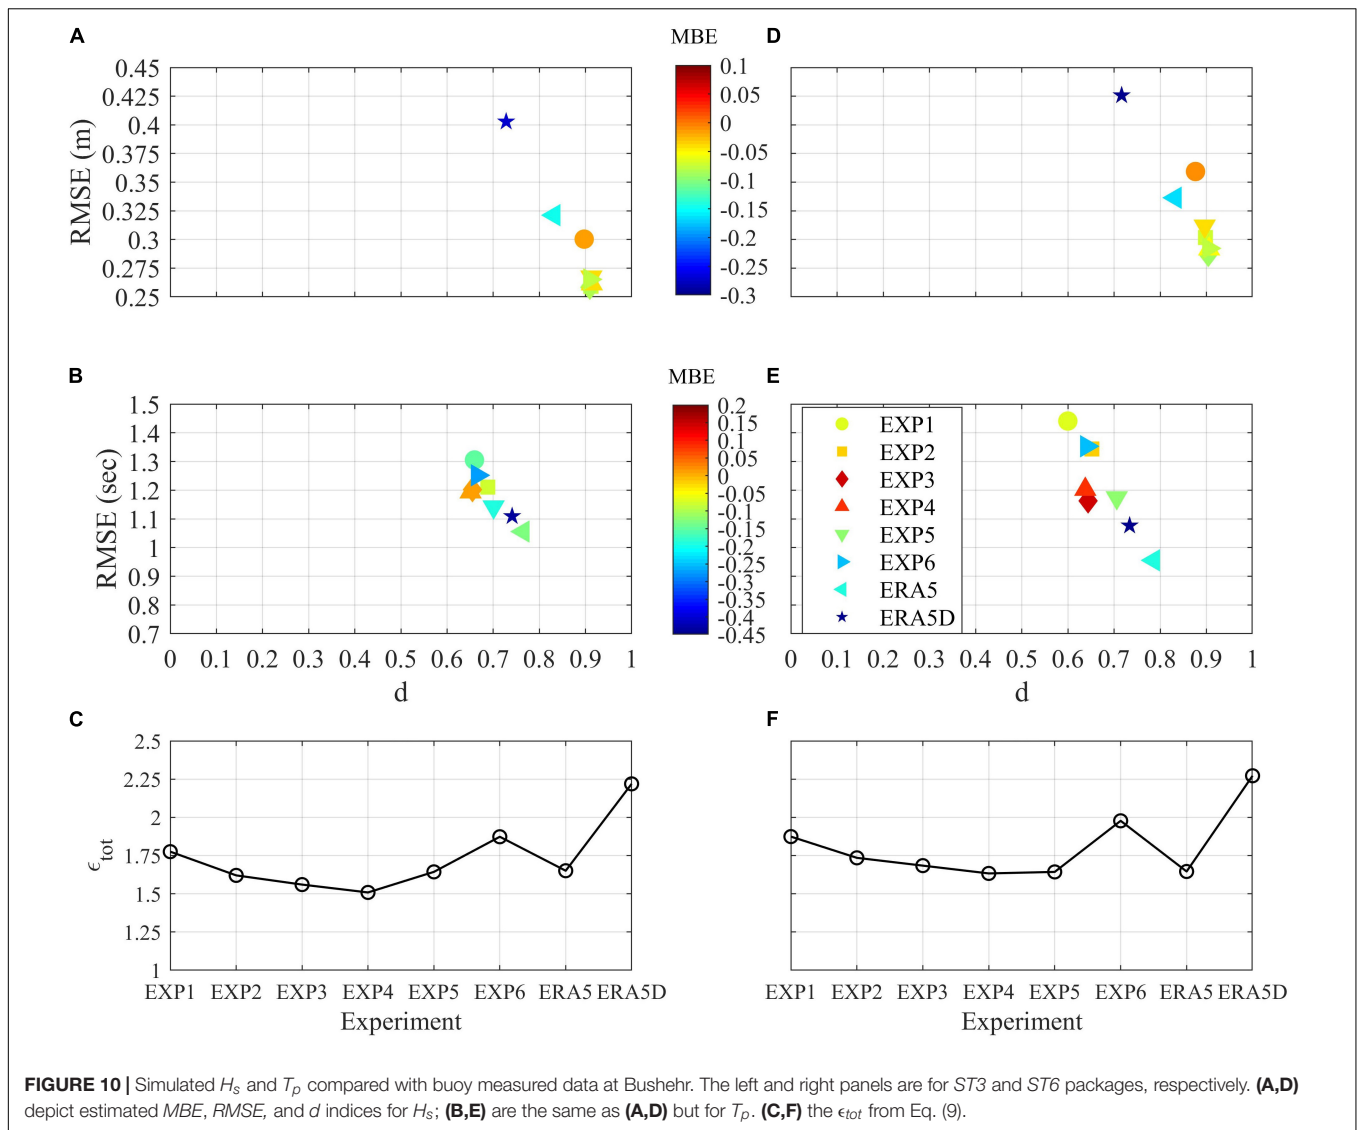 A
MBE
D
0.45
0.425
0.4
0.375
0.35
0.325
0.3
0.275
0.25
RMSE (m)
0.1
0.05
0
-0.05
-0.1
-0.15
-0.2
-0.25
-0.3
B
MBE
E
1.5
1.4
1.3
1.2
1.1
1
0.9
0.8
0.7
RMSE (sec)
0 0.1 0.2 0.3 0.4 0.5 0.6 0.7 0.8 0.9 1
d
0.2
0.15
0.1
0.05
0
-0.05
-0.1
-0.15
-0.2
-0.25
-0.3
-0.35
-0.4
-0.45
EXP1
EXP2
EXP3
EXP4
EXP5
EXP6
ERA5
ERA5D
0 0.1 0.2 0.3 0.4 0.5 0.6 0.7 0.8 0.9 1
d
C
F
2.5
2.25
2
1.75
1.5
1.25
1
ϵtot
EXP1 EXP2 EXP3 EXP4 EXP5 EXP6 ERA5 ERA5D
Experiment
EXP1 EXP2 EXP3 EXP4 EXP5 EXP6 ERA5 ERA5D
Experiment
FIGURE 10 | Simulated Hs and Tp compared with buoy measured data at Bushehr. The left and right panels are for ST3 and ST6 packages, respectively. (A,D)
depict estimated MBE, RMSE, and d indices for Hs; (B,E) are the same as (A,D) but for Tp. (C,F) the ϵtot from Eq. (9).